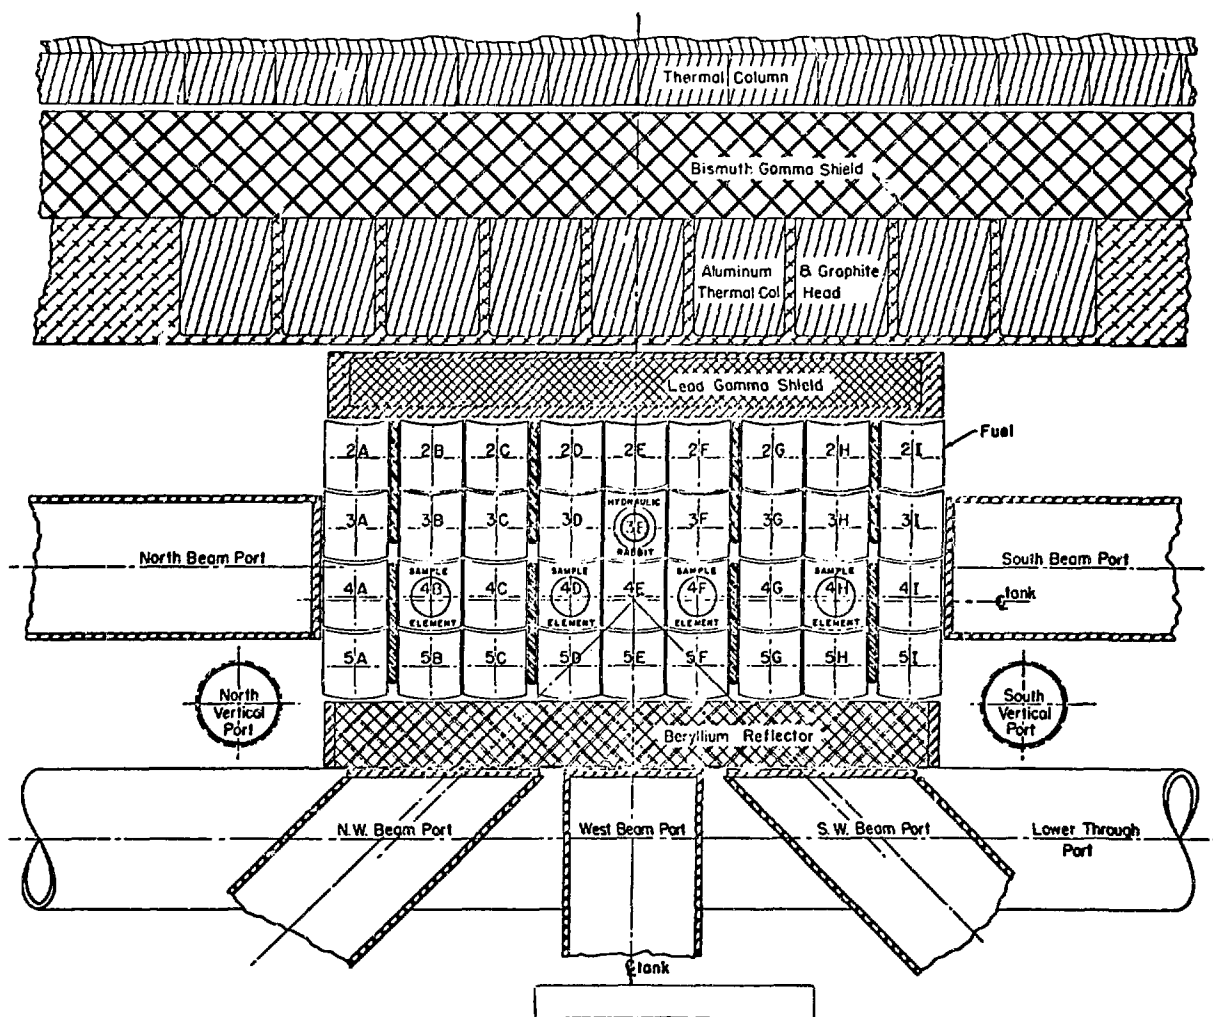 Thermal Column
Bismuth Gamma Shield
Aluminum & Graphite
Thermal Col Head
Lead Gamma Shield
Fuel
2A 2B 2C 2D 2E 2F 2G 2H 2I
HYDRAULIC
3A 3B 3C 3D 3E 3F 3G 3H 3I
RABBIT
North Beam Port
South Beam Port
SAMPLE SAMPLE SAMPLE SAMPLE
4A 4B 4C 4D 4E 4F 4G 4H 4I
℄ tank
ELEMENT ELEMENT ELEMENT ELEMENT
5A 5B 5C 5D 5E 5F 5G 5H 5I
North
Vertical
Port
South
Vertical
Port
Beryllium Reflector
N.W. Beam Port
West Beam Port
S.W. Beam Port
Lower Through
Port
℄ tank